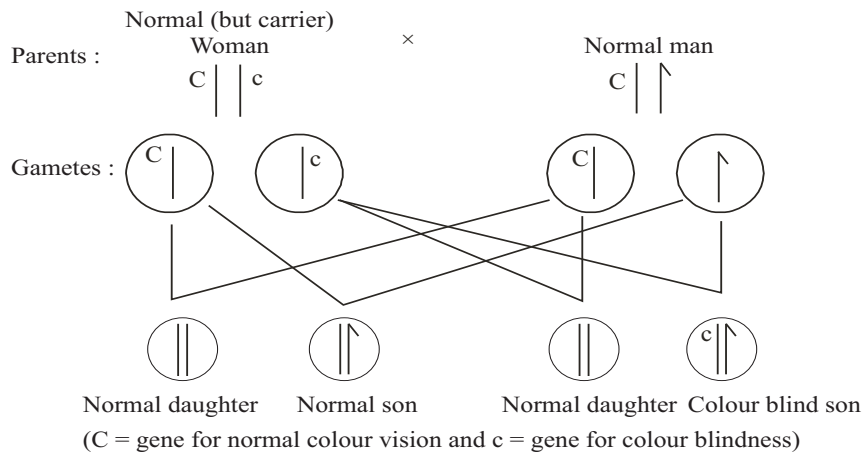 Normal (but carrier)
Woman × Normal man
Parents :
C c C
Gametes : C c C
c
Normal daughter Normal son Normal daughter Colour blind son
(C = gene for normal colour vision and c = gene for colour blindness)